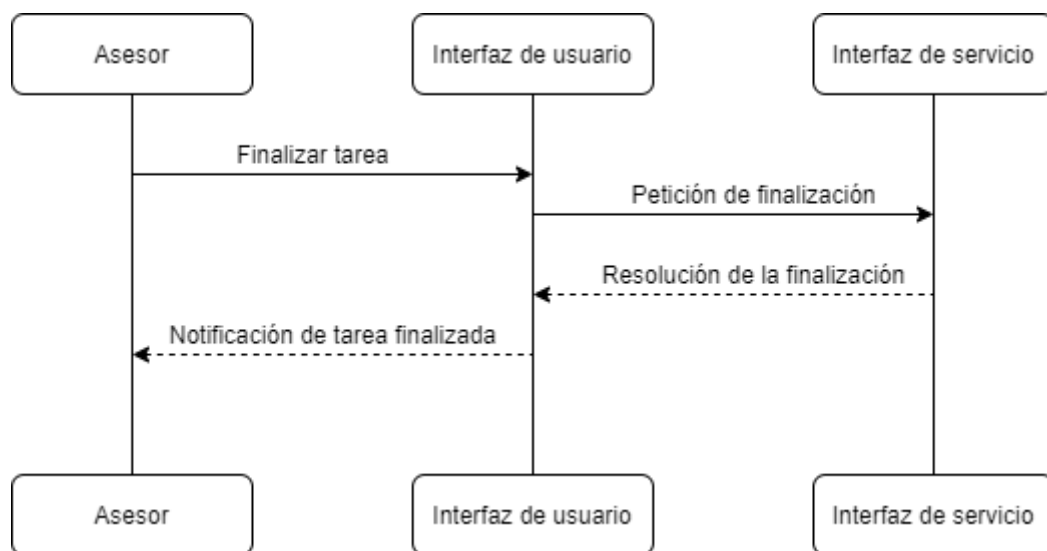 Asesor
Interfaz de usuario
Interfaz de servicio
Finalizar tarea
Petición de finalización
Resolución de la finalización
Notificación de tarea finalizada
Asesor
Interfaz de usuario
Interfaz de servicio